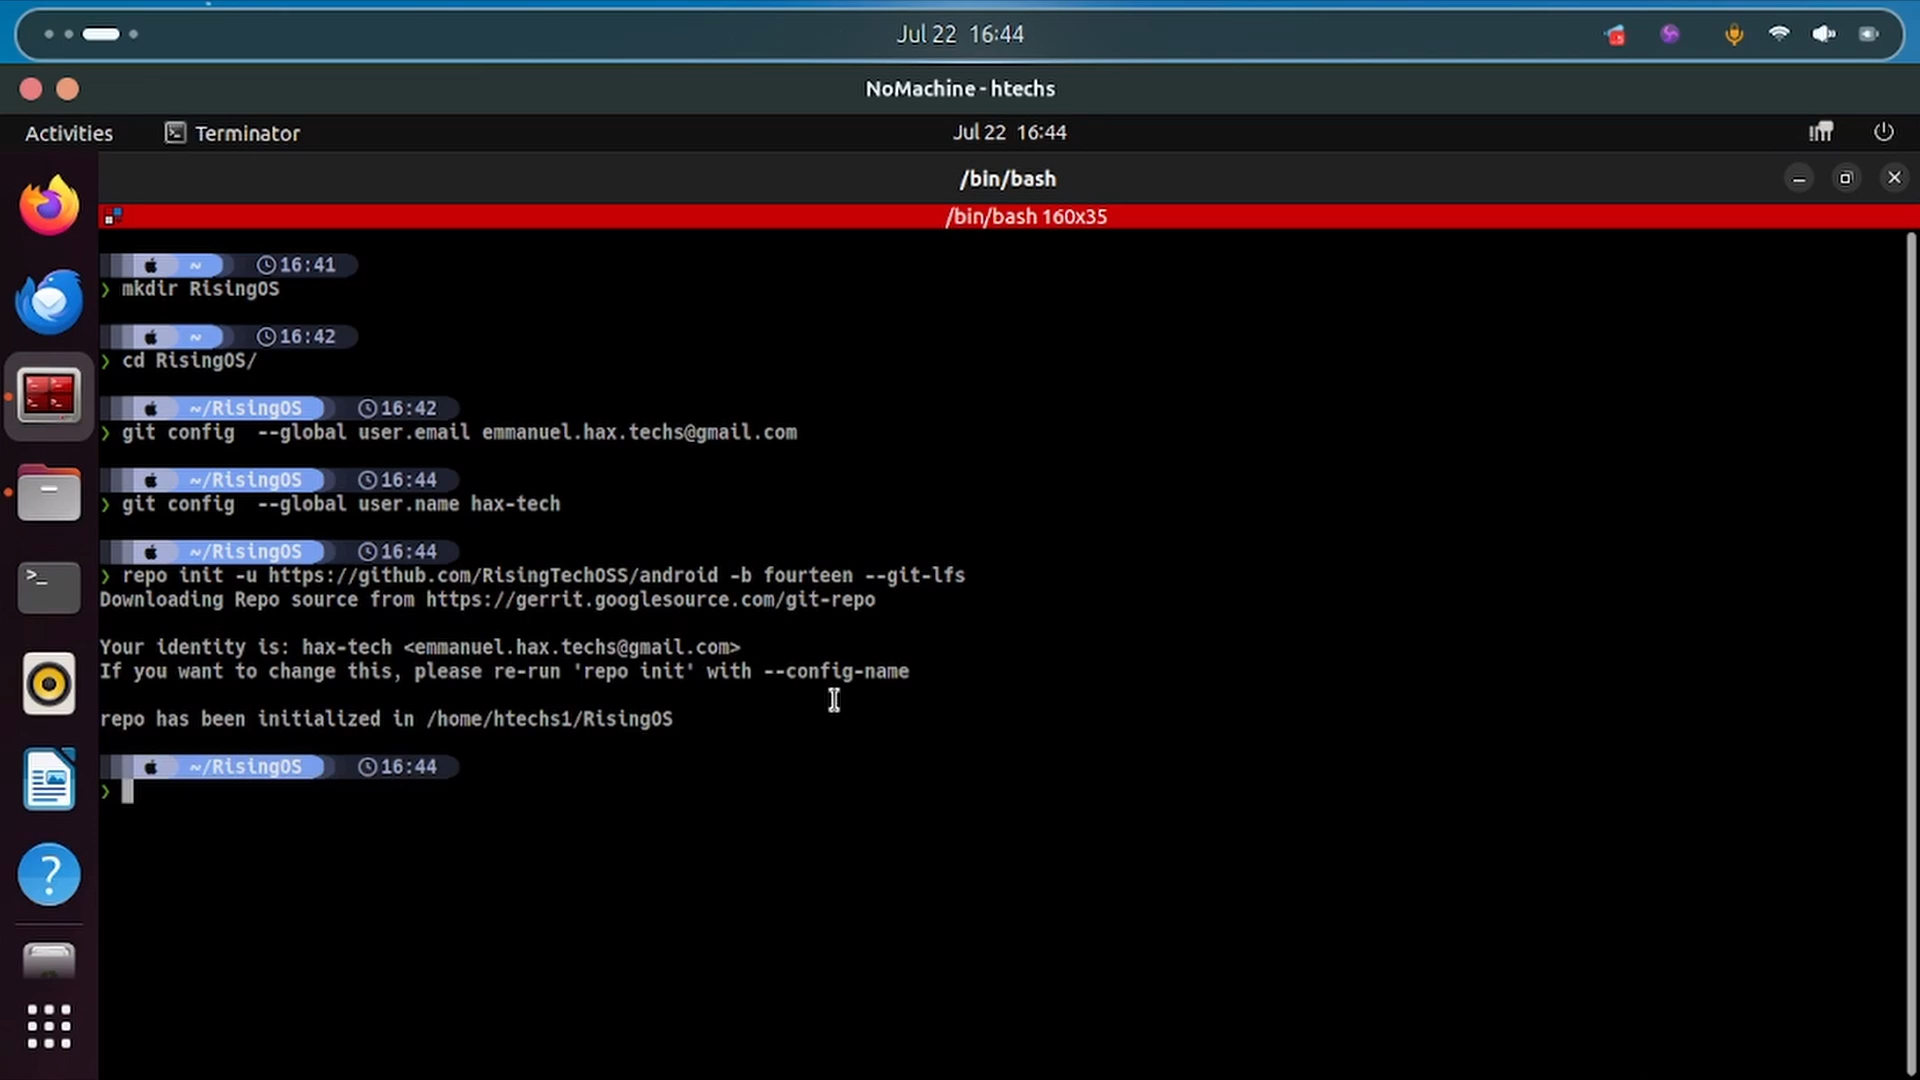 Jul 22 16:44
NoMachine - htechs
Activities
Terminator
Jul 22 16:44
/bin/bash
/bin/bash 160x35
~ 16:41
❯ mkdir RisingOS
~ 16:42
❯ cd RisingOS/
~/RisingOS 16:42
❯ git config  --global user.email emmanuel.hax.techs@gmail.com
~/RisingOS 16:44
❯ git config  --global user.name hax-tech
~/RisingOS 16:44
❯ repo init -u https://github.com/RisingTechOSS/android -b fourteen --git-lfs
Downloading Repo source from https://gerrit.googlesource.com/git-repo
Your identity is: hax-tech <emmanuel.hax.techs@gmail.com>
If you want to change this, please re-run 'repo init' with --config-name
repo has been initialized in /home/htechs1/RisingOS
~/RisingOS 16:44
❯